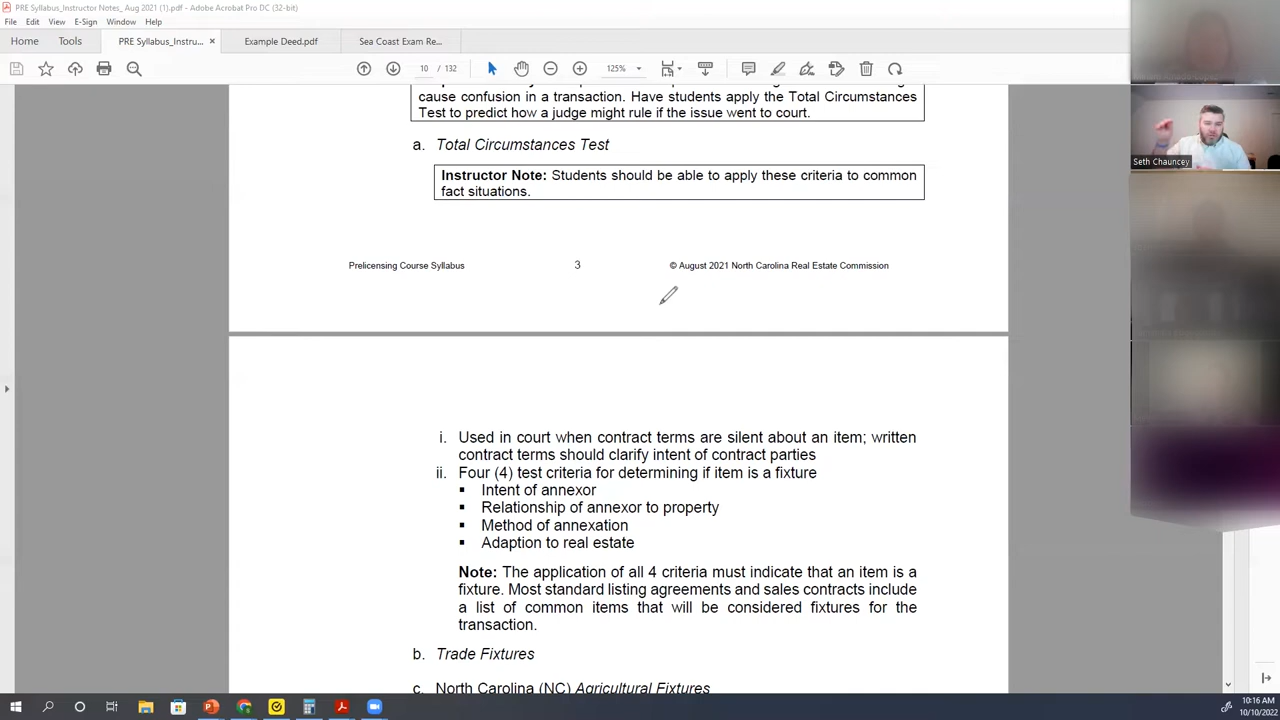 PRE Syllabus_Instructor Notes_ Aug 2021 (1).pdf - Adobe Acrobat Pro DC (32-bit)
File Edit View E-Sign Window Help
Home Tools PRE Syllabus_Instru... × Example Deed.pdf Sea Coast Exam Re...
10 / 132 125%
cause confusion in a transaction. Have students apply the Total Circumstances
Test to predict how a judge might rule if the issue went to court.
a. Total Circumstances Test
Instructor Note: Students should be able to apply these criteria to common
fact situations.
Seth Chauncey
Prelicensing Course Syllabus 3 © August 2021 North Carolina Real Estate Commission
i. Used in court when contract terms are silent about an item; written
contract terms should clarify intent of contract parties
ii. Four (4) test criteria for determining if item is a fixture
▪ Intent of annexor
▪ Relationship of annexor to property
▪ Method of annexation
▪ Adaption to real estate
Note: The application of all 4 criteria must indicate that an item is a
fixture. Most standard listing agreements and sales contracts include
a list of common items that will be considered fixtures for the
transaction.
b. Trade Fixtures
c. North Carolina (NC) Agricultural Fixtures
10:16 AM
10/10/2022